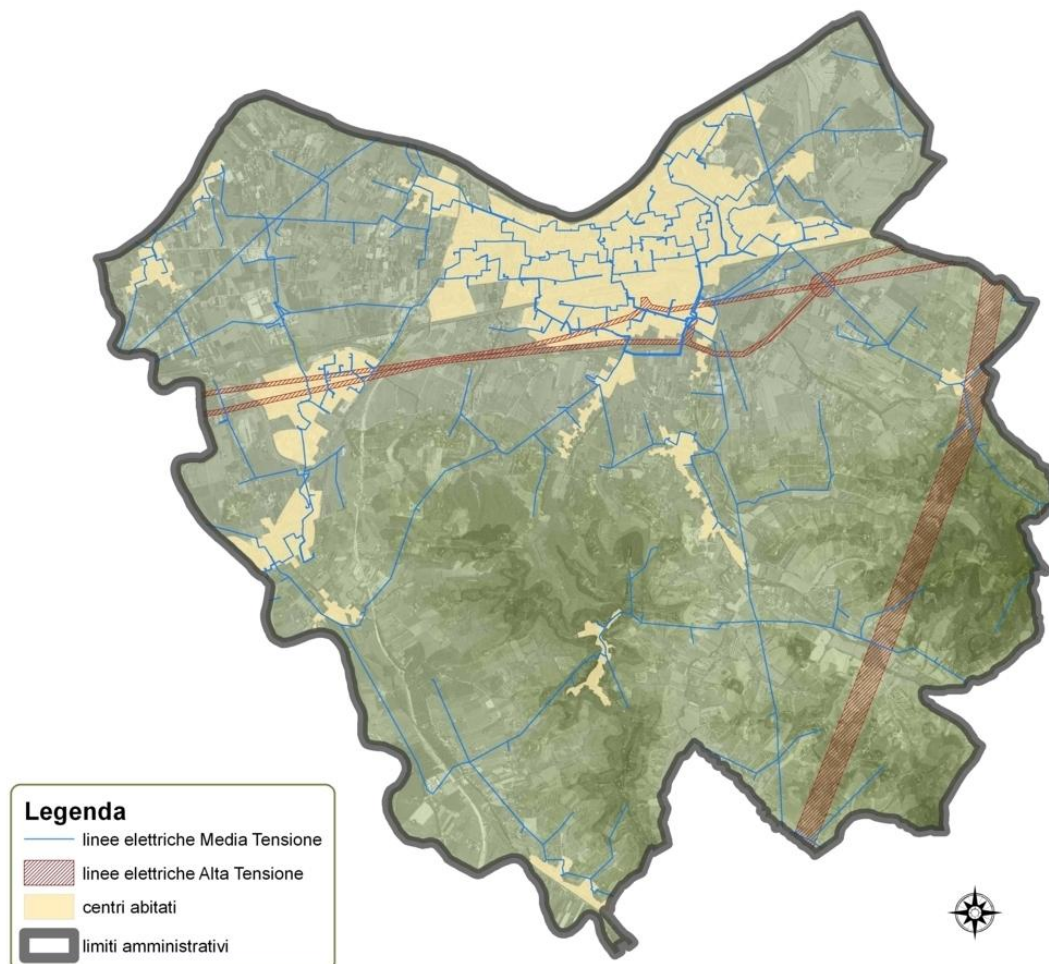 Legenda
linee elettriche Media Tensione
linee elettriche Alta Tensione
centri abitati
limiti amministrativi